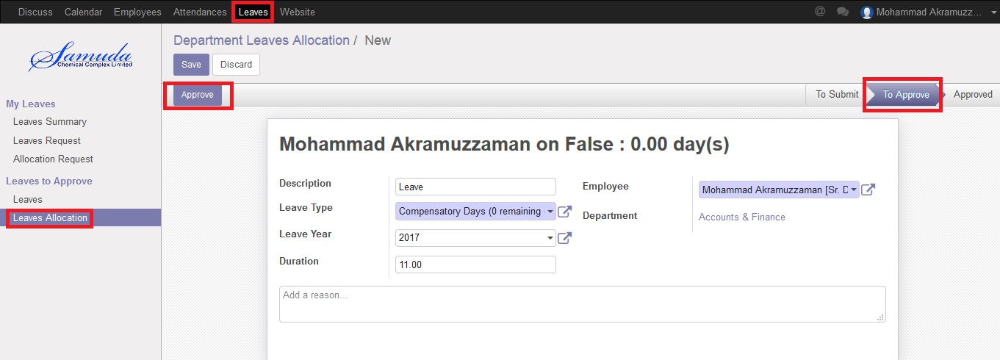 Discuss Calendar Employees Attendances Leaves Website @ Mohammad Akramuzz...
Samuda
Chemical Complex Limited
Department Leaves Allocation / New
Save Discard
Approve To Submit To Approve Approved
My Leaves
Leaves Summary
Leaves Request
Allocation Request
Leaves to Approve
Leaves
Leaves Allocation
Mohammad Akramuzzaman on False : 0.00 day(s)
Description Leave
Leave Type Compensatory Days (0 remaining
Leave Year 2017
Duration 11.00
Employee Mohammad Akramuzzaman [Sr. D
Department Accounts & Finance
Add a reason...